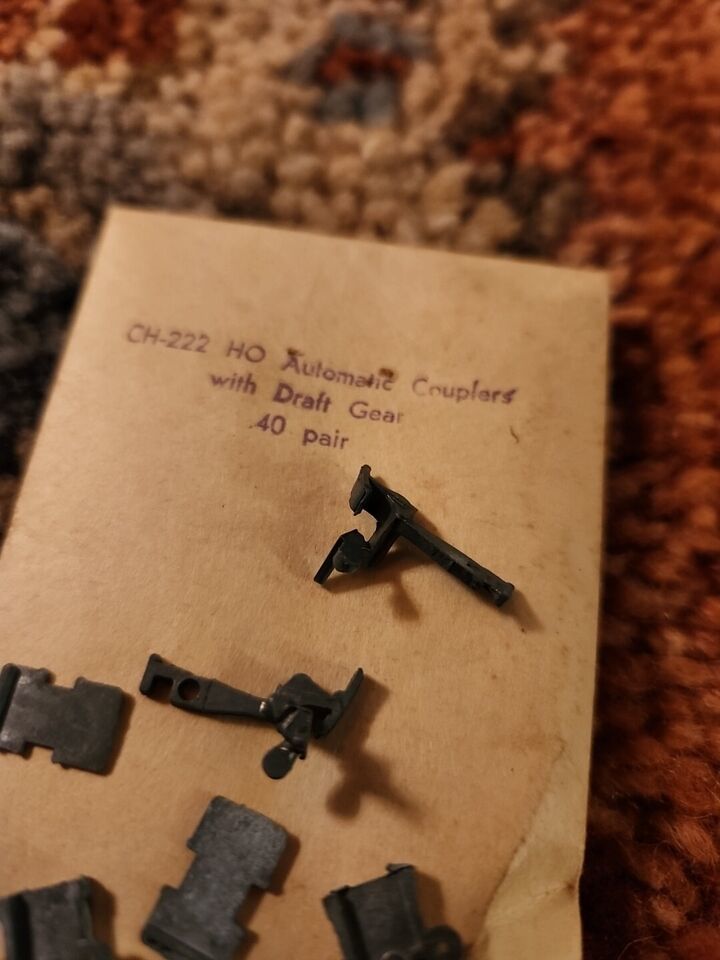 CH-222 HO Automatic Couplers
with Draft Gear
40 pair